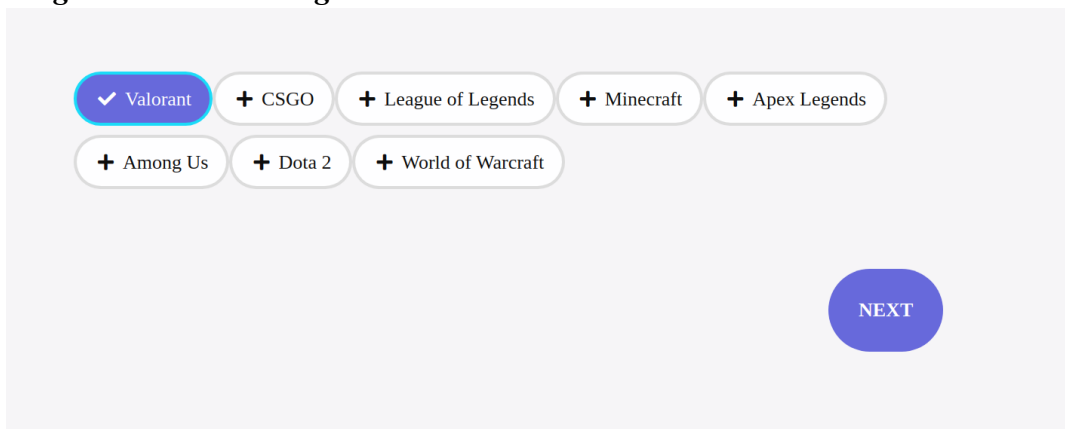 Valorant CSGO League of Legends Minecraft Apex Legends
Among Us Dota 2 World of Warcraft
NEXT